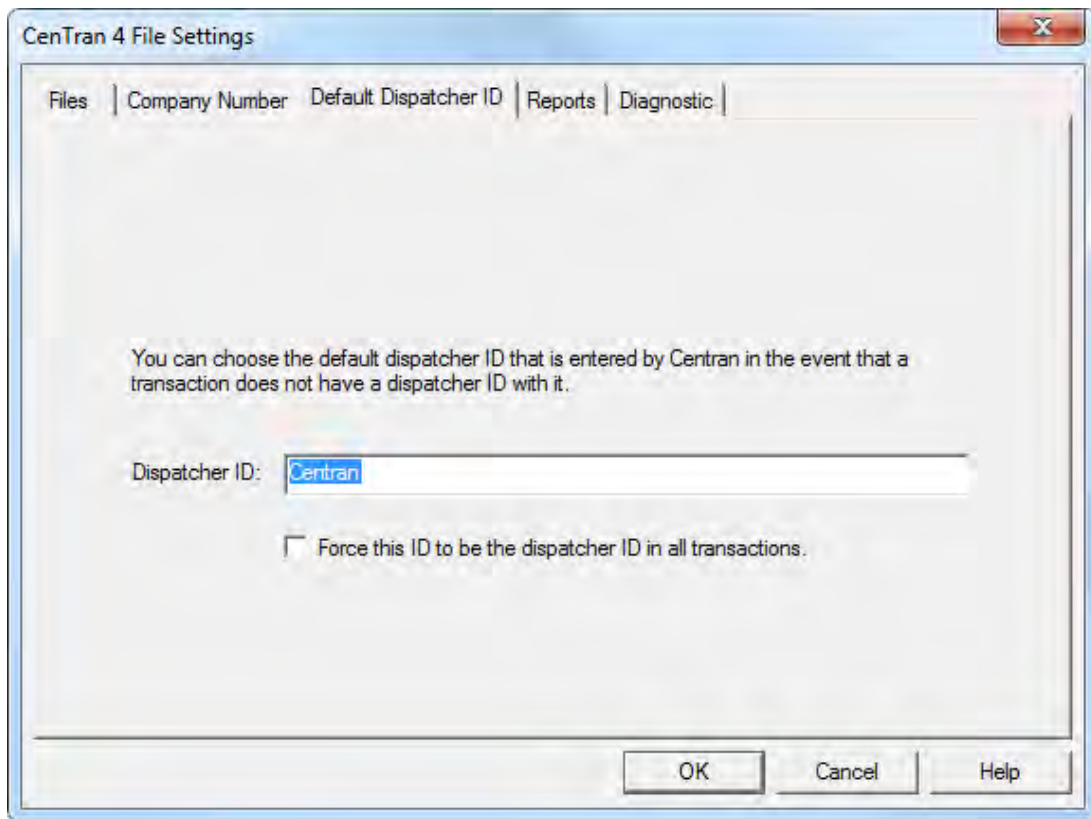 CenTran 4 File Settings
Files Company Number Default Dispatcher ID Reports Diagnostic
You can choose the default dispatcher ID that is entered by Centran in the event that a
transaction does not have a dispatcher ID with it.
Dispatcher ID: Centran
Force this ID to be the dispatcher ID in all transactions.
OK Cancel Help